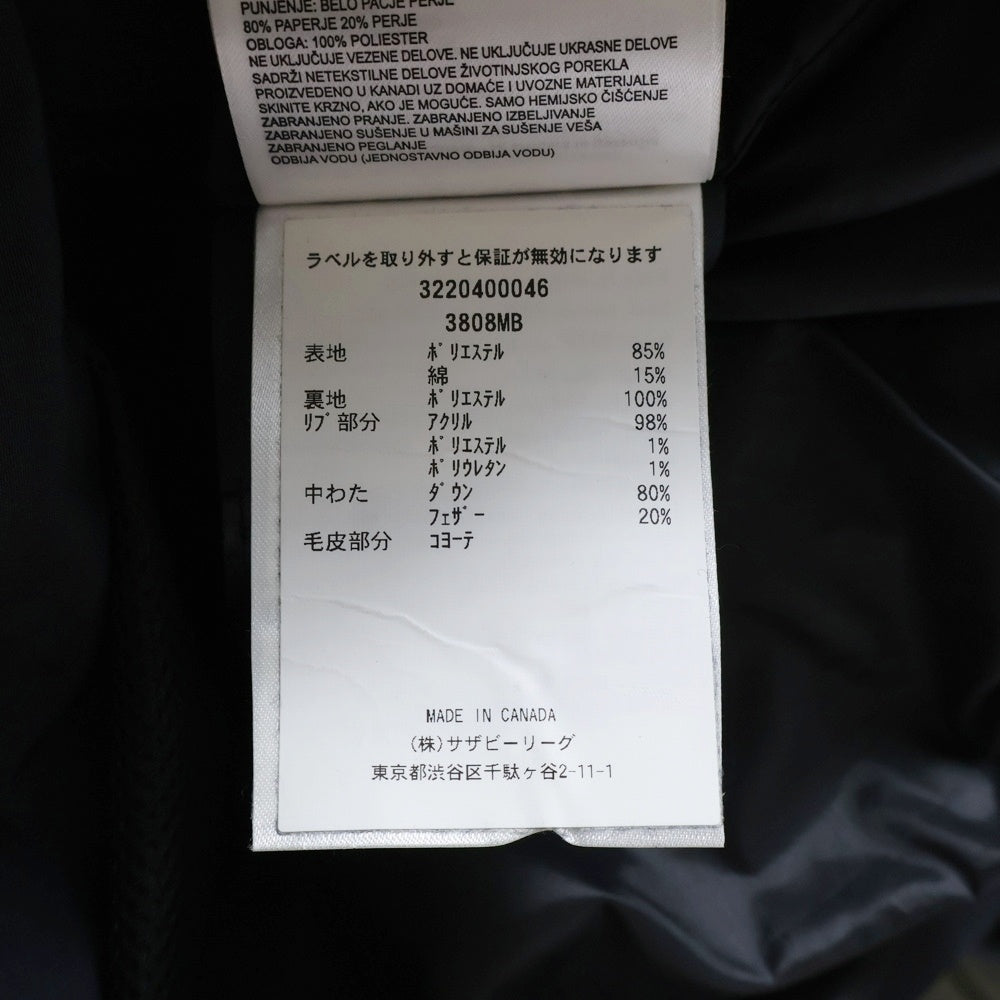 PUNJENJE: BELO PAČJE PERJE
80% PAPERJE 20% PERJE
OBLOGA: 100% POLIESTER
NE UKLJUČUJE VEZENE DELOVE. NE UKLJUČUJE UKRASNE DELOVE
SADRŽI NETEKSTILNE DELOVE ŽIVOTINJSKOG POREKLA
PROIZVEDENO U KANADI UZ DOMAĆE I UVOZNE MATERIJALE
SKINITE KRZNO, AKO JE MOGUĆE. SAMO HEMIJSKO ČIŠĆENJE
ZABRANJENO PRANJE. ZABRANJENO IZBELJIVANJE
ZABRANJENO SUŠENJE U MAŠINI ZA SUŠENJE VEŠA
ZABRANJENO PEGLANJE
ODBIJA VODU (JEDNOSTAVNO ODBIJA VODU)
ラベルを取り外すと保証が無効になります
3220400046
3808MB
表地 ﾎﾟﾘｴｽﾃﾙ 85%
綿 15%
裏地 ﾎﾟﾘｴｽﾃﾙ 100%
ﾘﾌﾞ部分 ｱｸﾘﾙ 98%
ﾎﾟﾘｴｽﾃﾙ 1%
ﾎﾟﾘｳﾚﾀﾝ 1%
中わた ﾀﾞｳﾝ 80%
ﾌｪｻﾞｰ 20%
毛皮部分 ｺﾖｰﾃ
MADE IN CANADA
(株)サザビーリーグ
東京都渋谷区千駄ヶ谷2-11-1